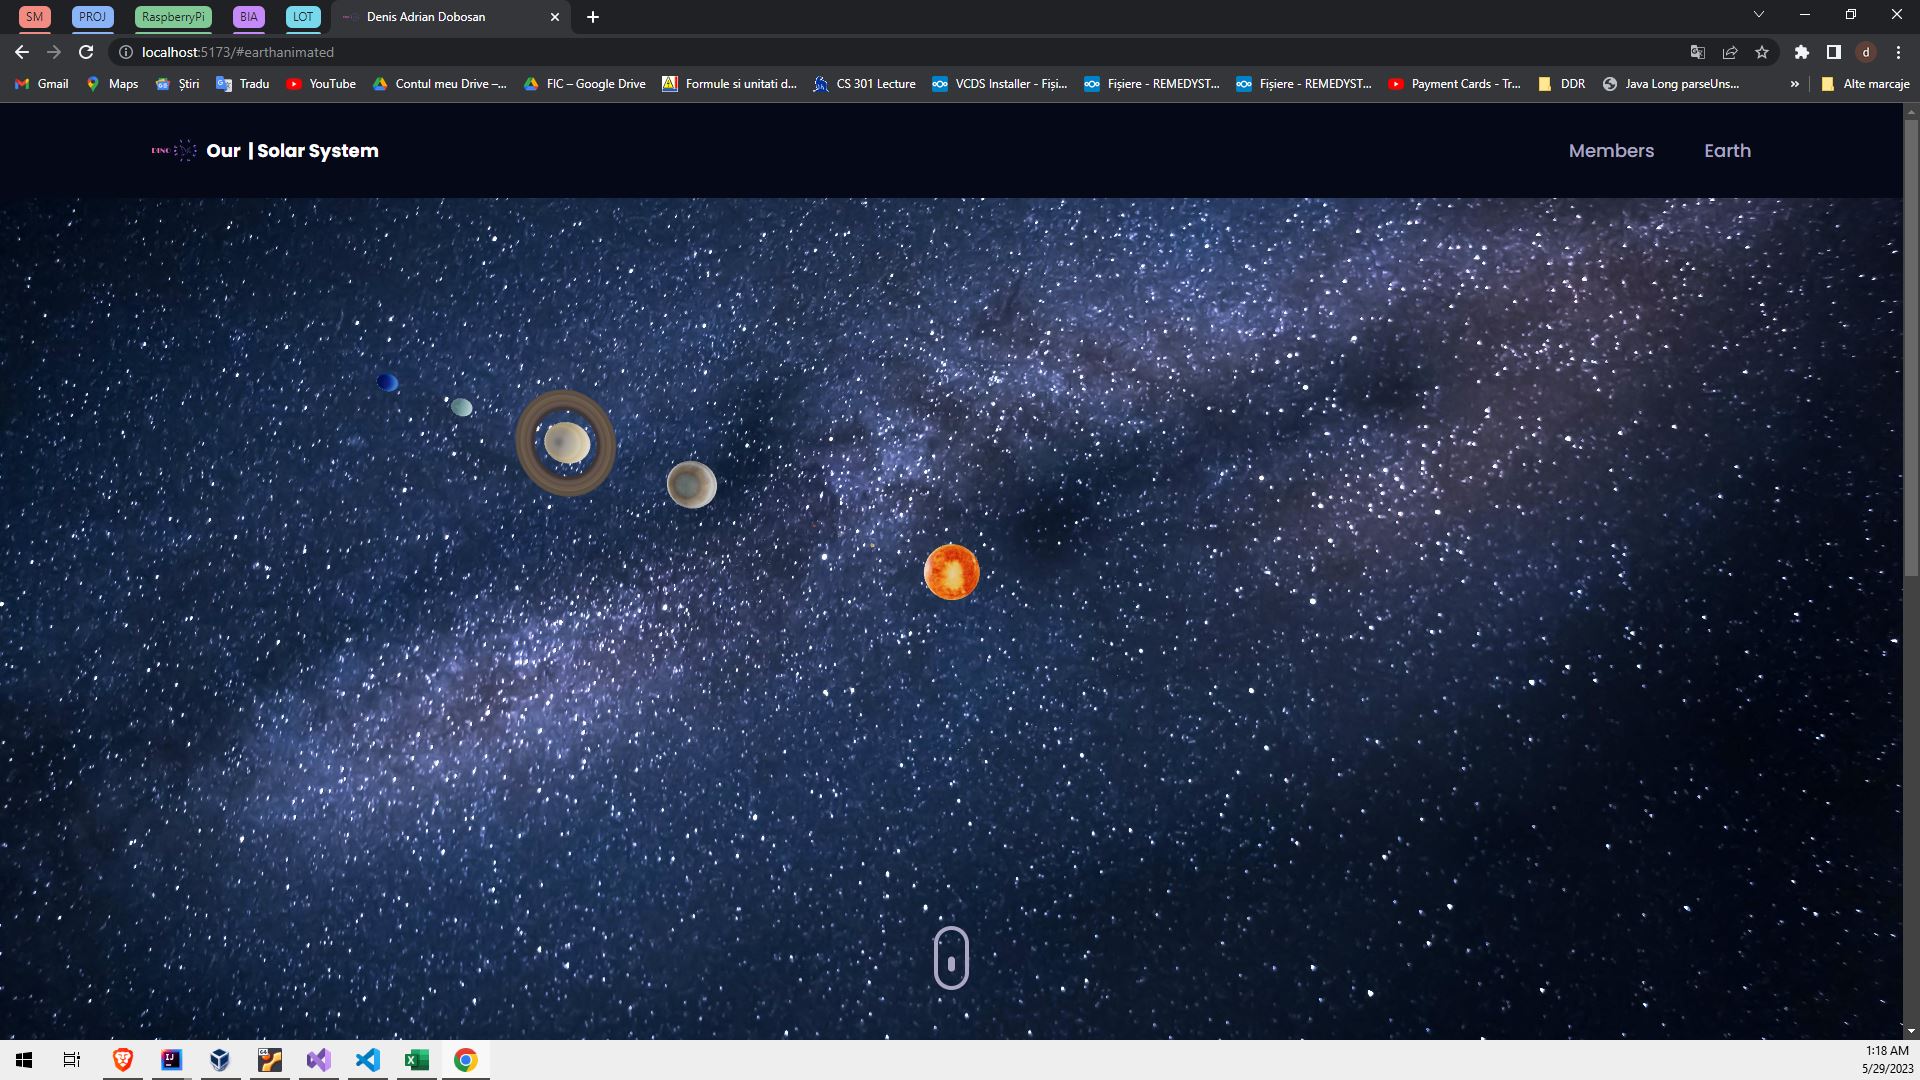 SM PROJ RaspberryPi BIA LOT Denis Adrian Dobosan
localhost:5173/#earthanimated d
Gmail Maps Știri Tradu YouTube Contul meu Drive –... FIC – Google Drive Formule si unitati d... CS 301 Lecture VCDS Installer - Fiși... Fișiere - REMEDYST... Fișiere - REMEDYST... Payment Cards - Tr... DDR Java Long parseUns... » Alte marcaje
DINO Our | Solar System Members Earth
1:18 AM
5/29/2023